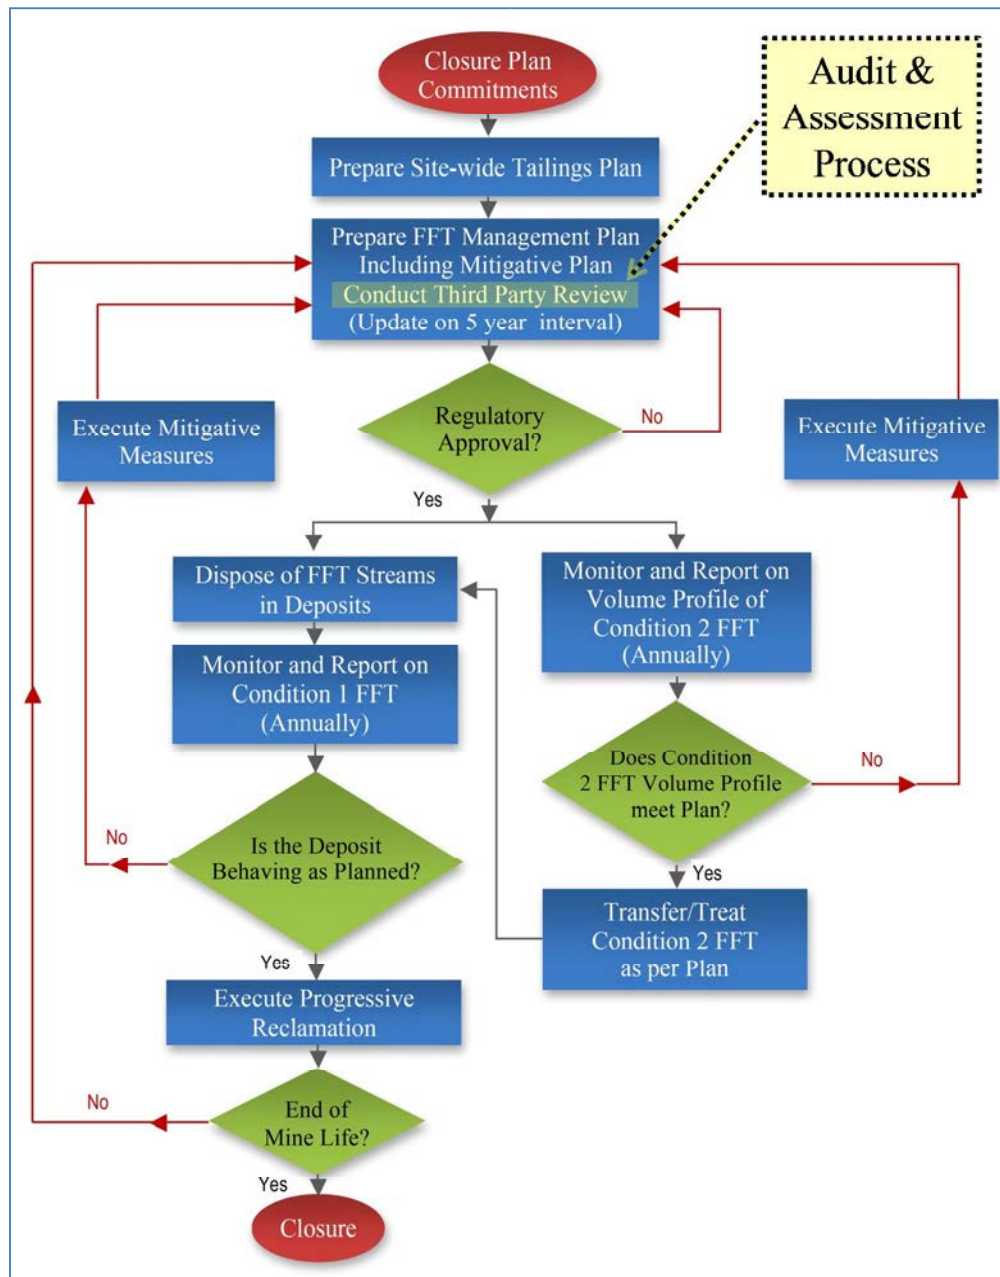 Closure Plan
Commitments
Audit &
Assessment
Process
Prepare Site-wide Tailings Plan
Prepare FFT Management Plan
Including Mitigative Plan
Conduct Third Party Review
(Update on 5 year interval)
Regulatory
Approval?
No
Execute Mitigative
Measures
Execute Mitigative
Measures
Yes
Dispose of FFT Streams
in Deposits
Monitor and Report on
Volume Profile of
Condition 2 FFT
(Annually)
Monitor and Report on
Condition 1 FFT
(Annually)
Does Condition
2 FFT Volume Profile
meet Plan?
No
No
Is the Deposit
Behaving as Planned?
Yes
Transfer/Treat
Condition 2 FFT
as per Plan
Yes
Execute Progressive
Reclamation
No
End of
Mine Life?
Yes
Closure